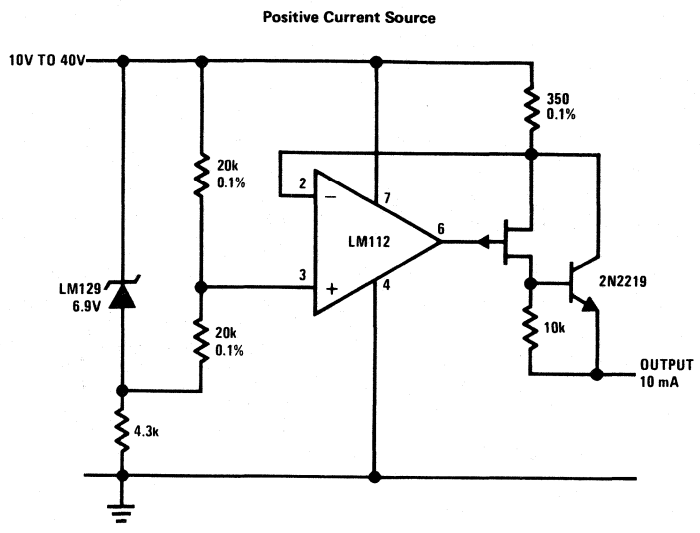 Positive Current Source
10V TO 40V
350
0.1%
20k
0.1%
2
7
−
6
LM112
3
+
4
LM129
6.9V
2N2219
20k
0.1%
10k
OUTPUT
10 mA
4.3k